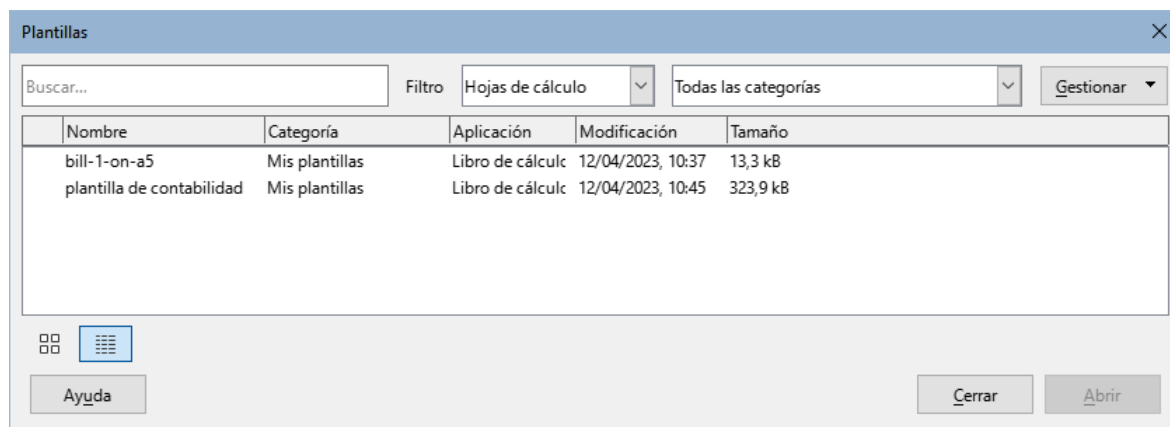 Plantillas
Buscar... Filtro Hojas de cálculo Todas las categorías Gestionar
Nombre Categoría Aplicación Modificación Tamaño
bill-1-on-a5 Mis plantillas Libro de cálculc 12/04/2023, 10:37 13,3 kB
plantilla de contabilidad Mis plantillas Libro de cálculc 12/04/2023, 10:45 323,9 kB
Ayuda Cerrar Abrir